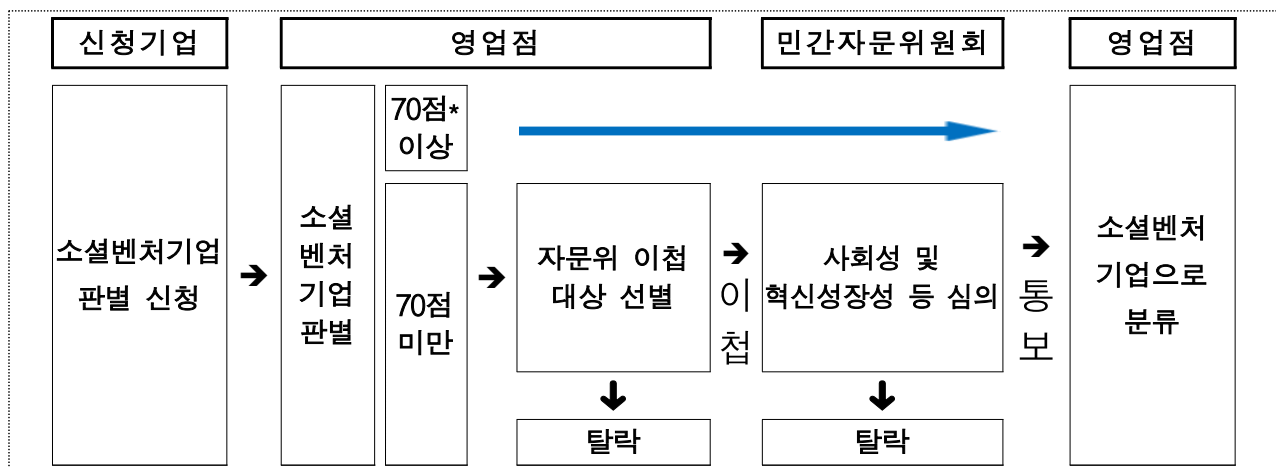 신청기업
영업점
민간자문위원회
영업점
소셜벤처기업
판별 신청
➔
소셜
벤처
기업
판별
70점*
이상
70점
미만
➔
자문위 이첩
대상 선별
탈락
➔
이
첩
사회성 및
혁신성장성 등 심의
탈락
➔
통
보
소셜벤처
기업으로
분류